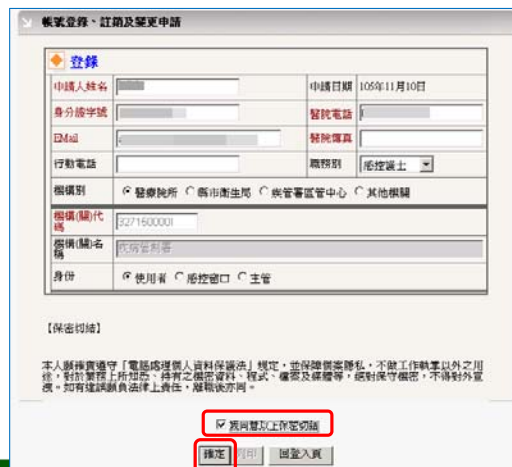 帳號登錄、註銷及變更申請
登錄
申請人姓名 申請日期 105年11月10日
身分證字號 醫院電話
EMail 醫院傳真
行動電話 職務別 感控護士
機構別 醫療院所 縣市衛生局 疾管署區管中心 其他機關
機構(關)代碼 3271500001
機構(關)名稱 疾病管制署
身份 使用者 感控窗口 主管
【保密切結】
本人願確實遵守「電腦處理個人資料保護法」規定，並保障個案隱私，不做工作執掌以外之用
途，對於業務上所知悉、持有之機密資料、程式、檔案及媒體等，絕對保守機密，不得對外宣
洩。如有違誤願負法律上責任，離職後亦同。
我同意以上保密切結
確定 列印 回登入頁